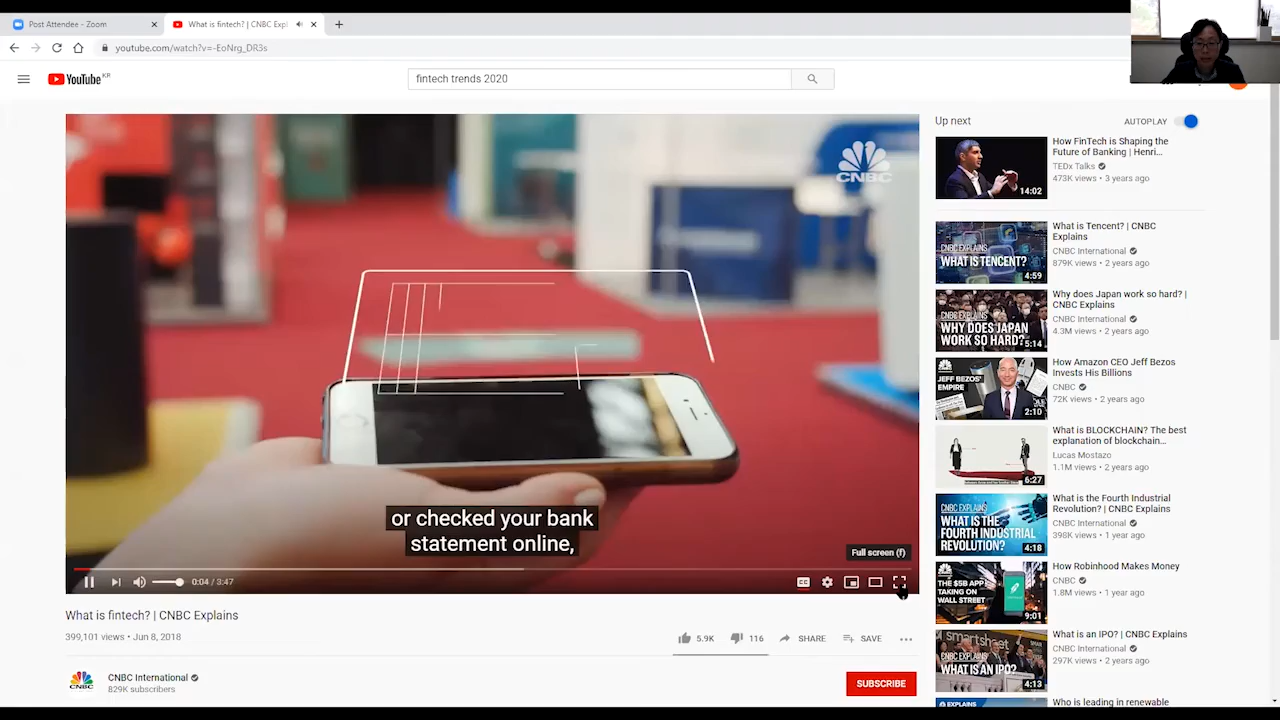 Post Attendee - Zoom
What is fintech? | CNBC Expl
youtube.com/watch?v=-EoNrg_DR3s
YouTube KR
fintech trends 2020
CNBC
or checked your bank
statement online,
Full screen (f)
0:04 / 3:47
What is fintech? | CNBC Explains
399,101 views • Jun 8, 2018
5.9K
116
SHARE
SAVE
CNBC
CNBC International
829K subscribers
SUBSCRIBE
Up next
AUTOPLAY
14:02
How FinTech is Shaping the
Future of Banking | Henri...
TEDx Talks
473K views • 3 years ago
CNBC EXPLAINS
WHAT IS TENCENT?
4:59
What is Tencent? | CNBC
Explains
CNBC International
879K views • 2 years ago
CNBC EXPLAINS
WHY DOES JAPAN
WORK SO HARD?
5:14
Why does Japan work so hard? |
CNBC Explains
CNBC International
4.3M views • 2 years ago
JEFF BEZOS'
EMPIRE
2:10
How Amazon CEO Jeff Bezos
Invests His Billions
CNBC
72K views • 2 years ago
6:27
What is BLOCKCHAIN? The best
explanation of blockchain...
Lucas Mostazo
1.1M views • 2 years ago
CNBC EXPLAINS
WHAT IS THE
FOURTH INDUSTRIAL
REVOLUTION?
4:18
What is the Fourth Industrial
Revolution? | CNBC Explains
CNBC International
398K views • 1 year ago
THE $5B APP
TAKING ON
WALL STREET
9:01
How Robinhood Makes Money
CNBC
1.8M views • 1 year ago
smartsheet
CNBC EXPLAINS
WHAT IS AN IPO?
4:13
What is an IPO? | CNBC Explains
CNBC International
297K views • 2 years ago
EXPLAINS
Who is leading in renewable